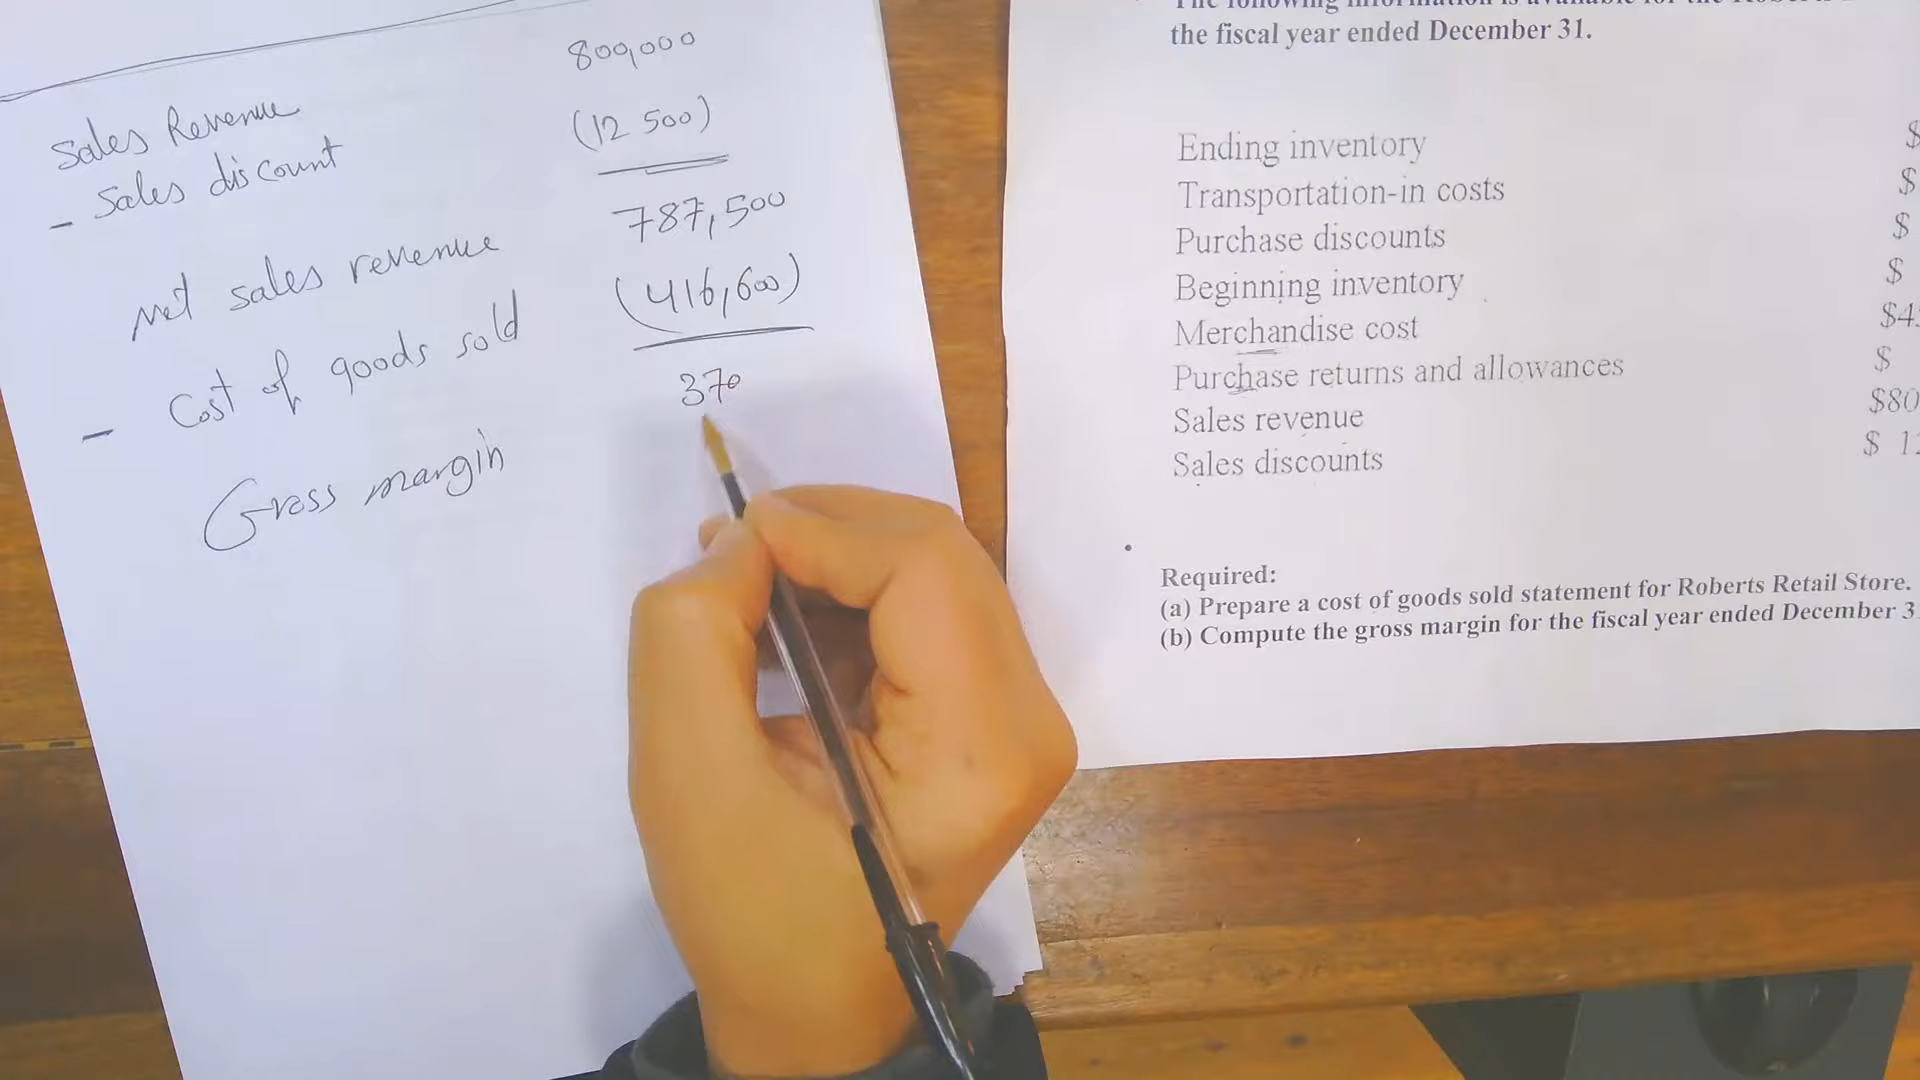 800,000
Sales Revenue
(12 500)
- Sales discount
787,500
net sales revenue
(416,600)
- Cost of goods sold
370
Gross margin
the fiscal year ended December 31.
Ending inventory $
Transportation-in costs $
Purchase discounts $
Beginning inventory $
Merchandise cost $4
Purchase returns and allowances $
Sales revenue $80
Sales discounts $ 12
Required:
(a) Prepare a cost of goods sold statement for Roberts Retail Store.
(b) Compute the gross margin for the fiscal year ended December 3